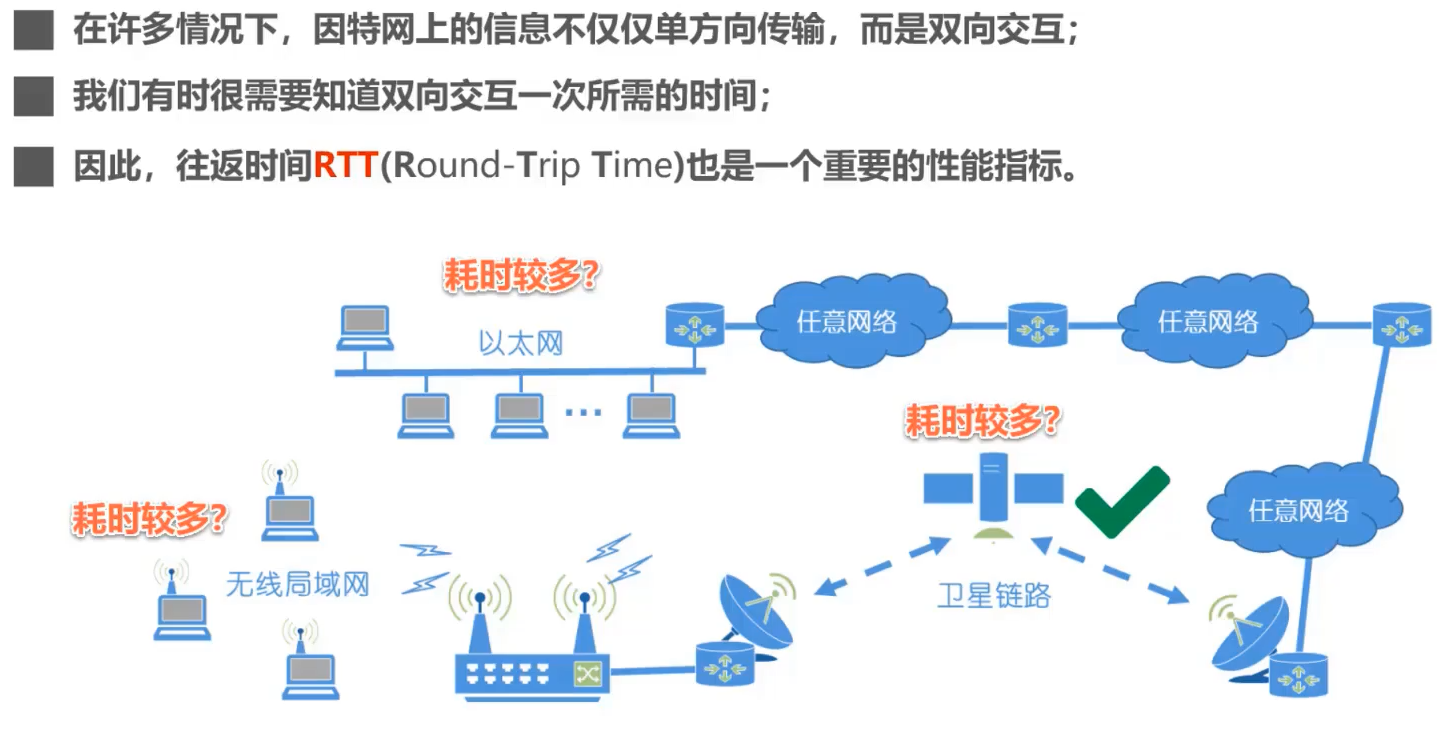 在许多情况下，因特网上的信息不仅仅单方向传输，而是双向交互；
我们有时很需要知道双向交互一次所需的时间；
因此，往返时间RTT(Round-Trip Time)也是一个重要的性能指标。
耗时较多?
以太网
任意网络
任意网络
耗时较多?
任意网络
耗时较多?
无线局域网
卫星链路